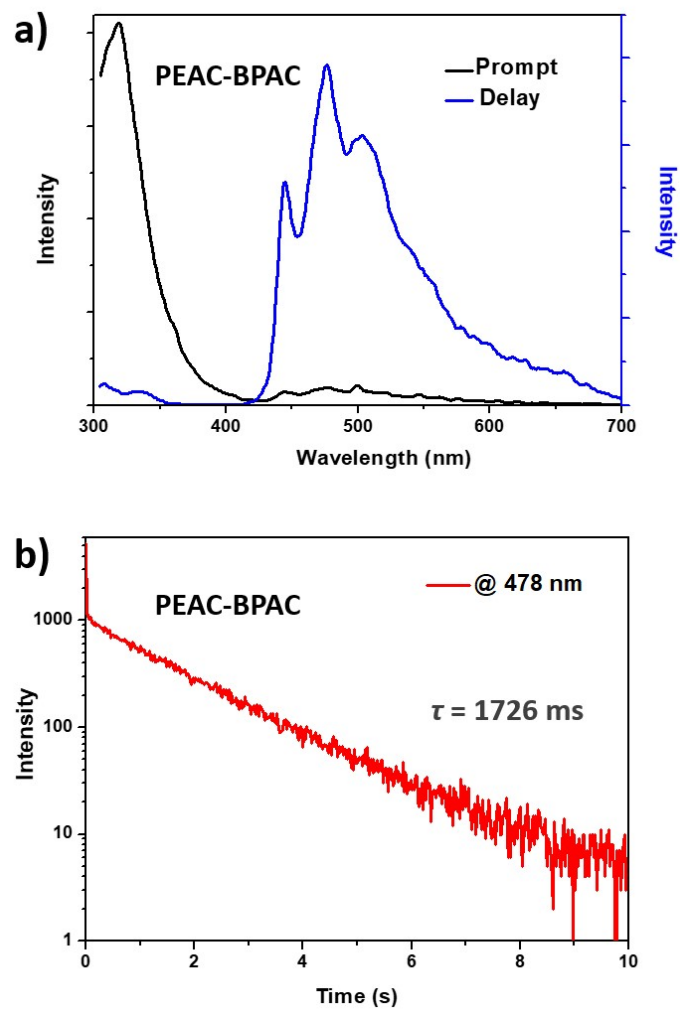 a)
PEAC-BPAC
Prompt
Delay
Intensity
Intensity
300 400 500 600 700
Wavelength (nm)
b)
PEAC-BPAC
@ 478 nm
τ = 1726 ms
Intensity
1000
100
10
1
0 2 4 6 8 10
Time (s)